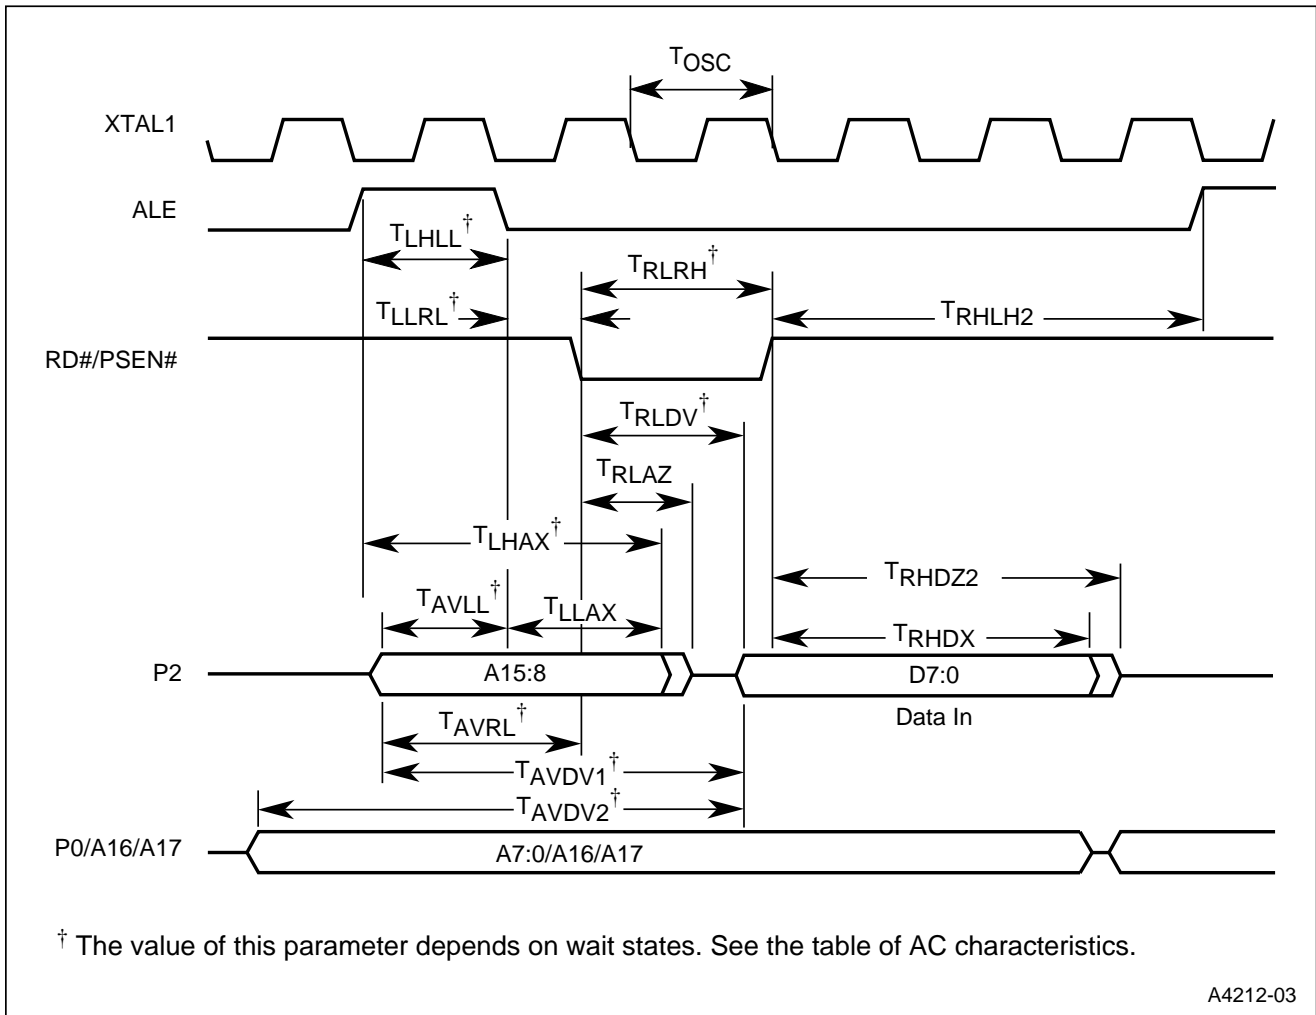 TOSC
XTAL1
ALE
TLHLL†
TRLRH†
TLLRL†
TRHLH2
RD#/PSEN#
TRLDV†
TRLAZ
TLHAX†
TRHDZ2
TAVLL†
TLLAX
TRHDX
P2
A15:8
D7:0
Data In
TAVRL†
TAVDV1†
TAVDV2†
P0/A16/A17
A7:0/A16/A17
† The value of this parameter depends on wait states. See the table of AC characteristics.
A4212-03